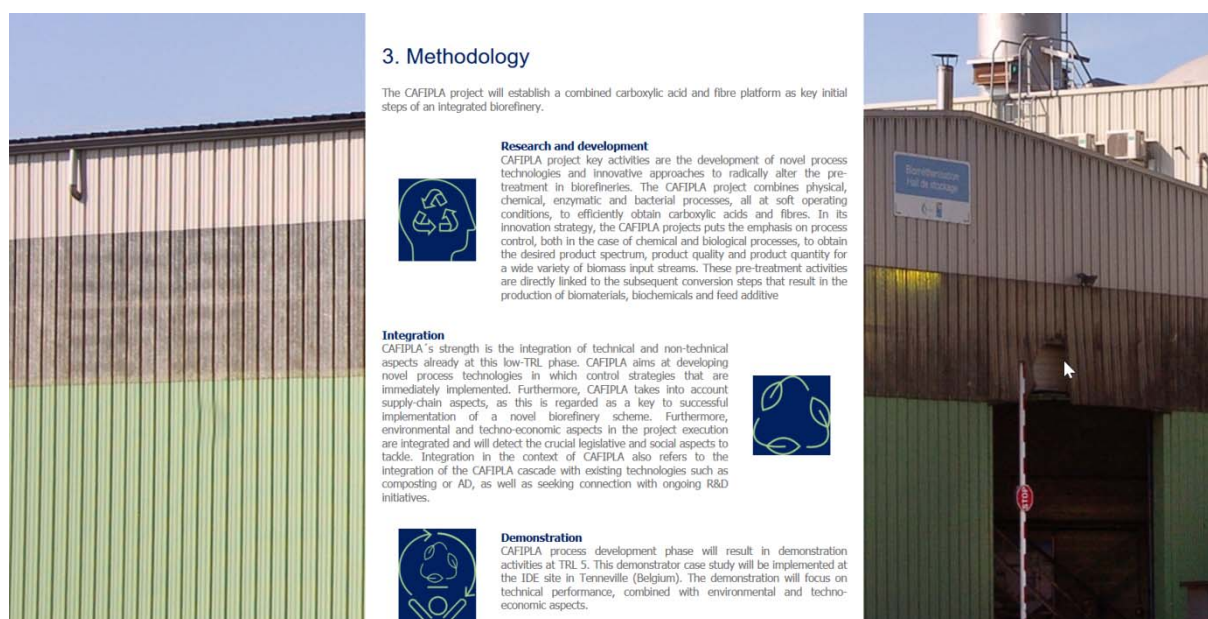 3. Methodology
The CAFIPLA project will establish a combined carboxylic acid and fibre platform as key initial
steps of an integrated biorefinery.
Research and development
CAFIPLA project key activities are the development of novel process
technologies and innovative approaches to radically alter the pre-
treatment in biorefineries. The CAFIPLA project combines physical,
chemical, enzymatic and bacterial processes, all at soft operating
conditions, to efficiently obtain carboxylic acids and fibres. In its
innovation strategy, the CAFIPLA projects puts the emphasis on process
control, both in the case of chemical and biological processes, to obtain
the desired product spectrum, product quality and product quantity for
a wide variety of biomass input streams. These pre-treatment activities
are directly linked to the subsequent conversion steps that result in the
production of biomaterials, biochemicals and feed additive
Integration
CAFIPLA´s strength is the integration of technical and non-technical
aspects already at this low-TRL phase. CAFIPLA aims at developing
novel process technologies in which control strategies that are
immediately implemented. Furthermore, CAFIPLA takes into account
supply-chain aspects, as this is regarded as a key to successful
implementation of a novel biorefinery scheme. Furthermore,
environmental and techno-economic aspects in the project execution
are integrated and will detect the crucial legislative and social aspects to
tackle. Integration in the context of CAFIPLA also refers to the
integration of the CAFIPLA cascade with existing technologies such as
composting or AD, as well as seeking connection with ongoing R&D
initiatives.
Demonstration
CAFIPLA process development phase will result in demonstration
activities at TRL 5. This demonstrator case study will be implemented at
the IDE site in Tenneville (Belgium). The demonstration will focus on
technical performance, combined with environmental and techno-
economic aspects.
Biométhanisation
Hall de stockage
STOP